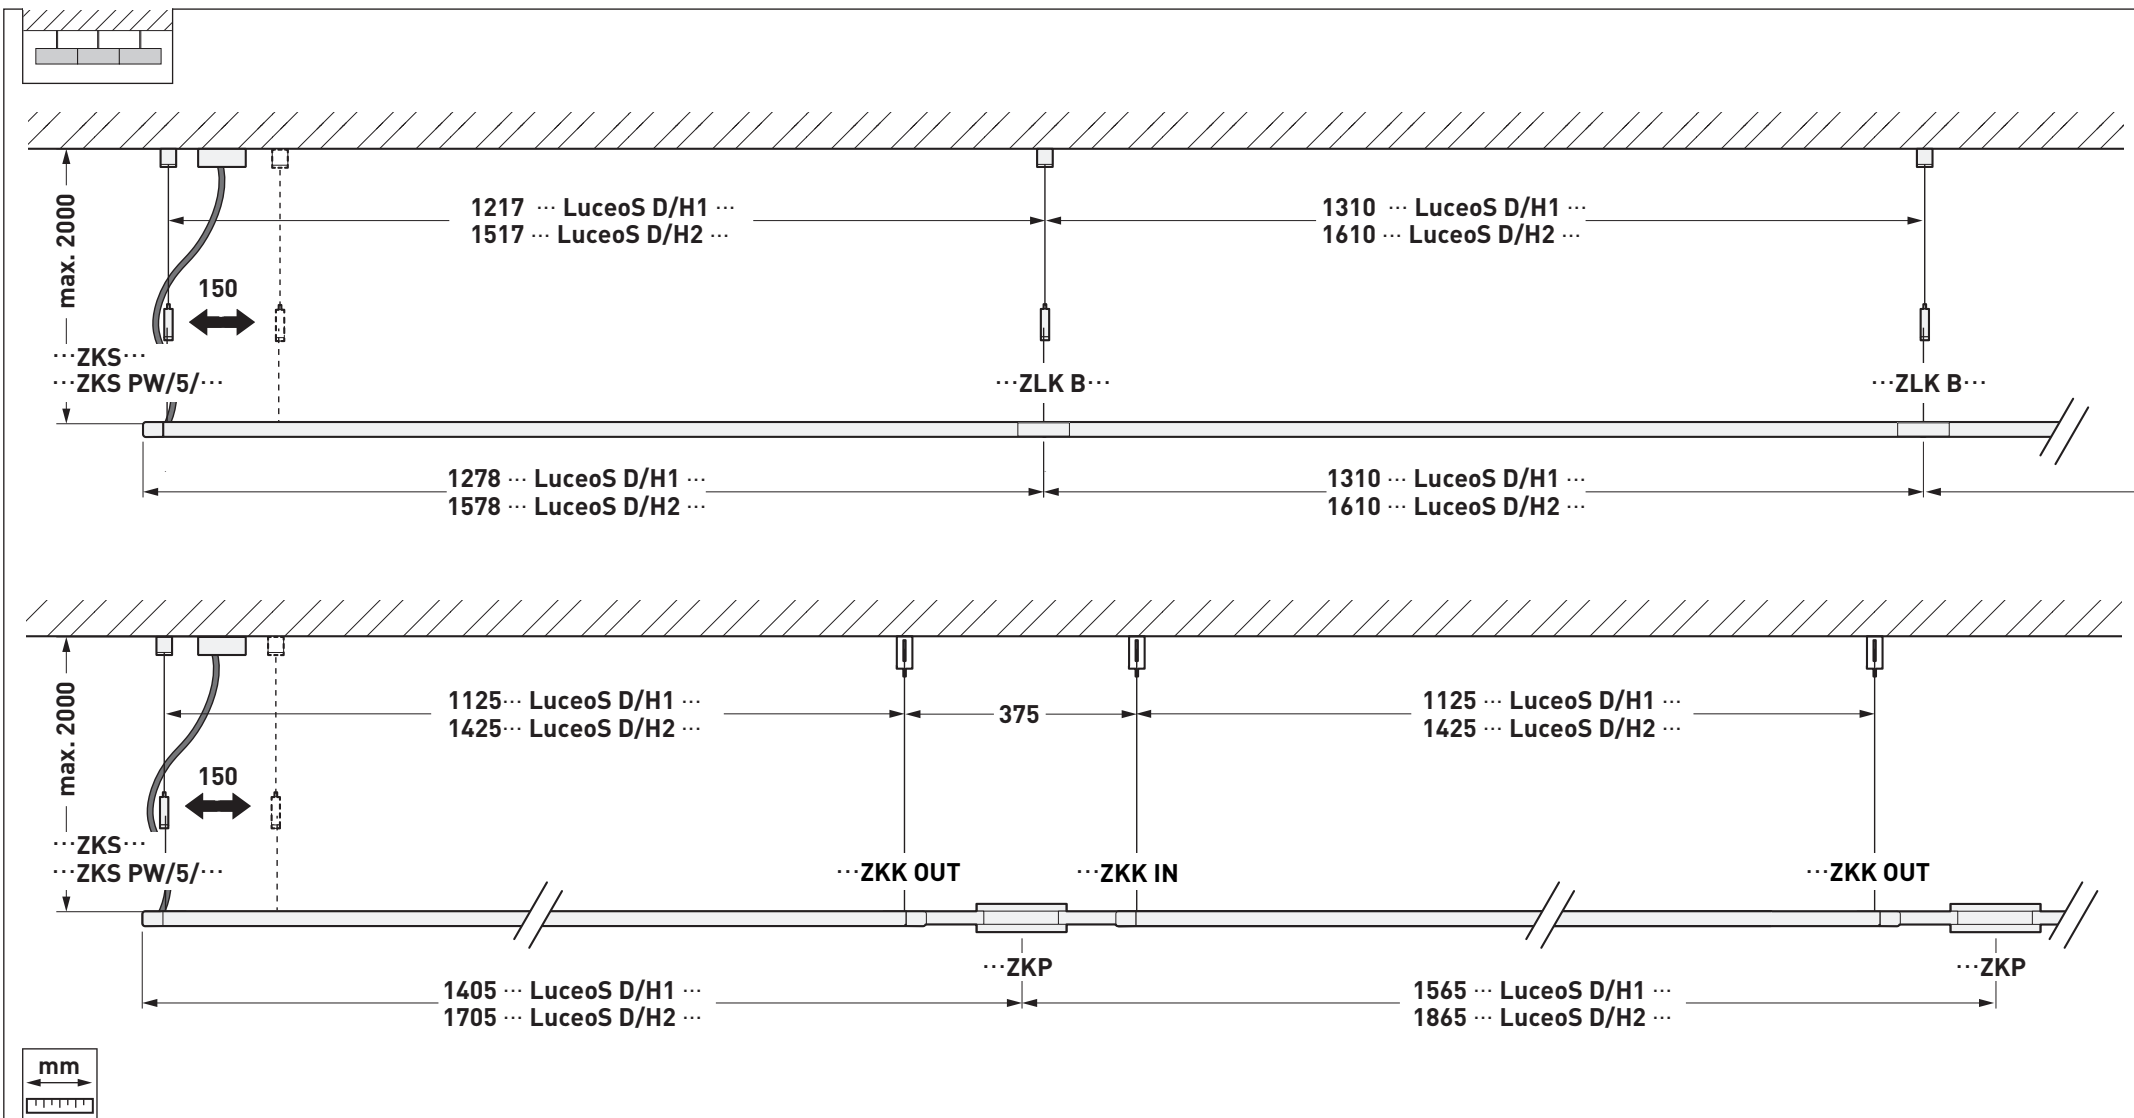 max. 2000
1217 ··· LuceoS D/H1 ···
1517 ··· LuceoS D/H2 ···
1310 ··· LuceoS D/H1 ···
1610 ··· LuceoS D/H2 ···
150
···ZKS···
···ZKS PW/5/···
···ZLK B···
···ZLK B···
1278 ··· LuceoS D/H1 ···
1578 ··· LuceoS D/H2 ···
1310 ··· LuceoS D/H1 ···
1610 ··· LuceoS D/H2 ···
max. 2000
1125··· LuceoS D/H1 ···
1425··· LuceoS D/H2 ···
375
1125 ··· LuceoS D/H1 ···
1425 ··· LuceoS D/H2 ···
150
···ZKS···
···ZKS PW/5/···
···ZKK OUT
···ZKK IN
···ZKK OUT
···ZKP
···ZKP
1405 ··· LuceoS D/H1 ···
1705 ··· LuceoS D/H2 ···
1565 ··· LuceoS D/H1 ···
1865 ··· LuceoS D/H2 ···
mm